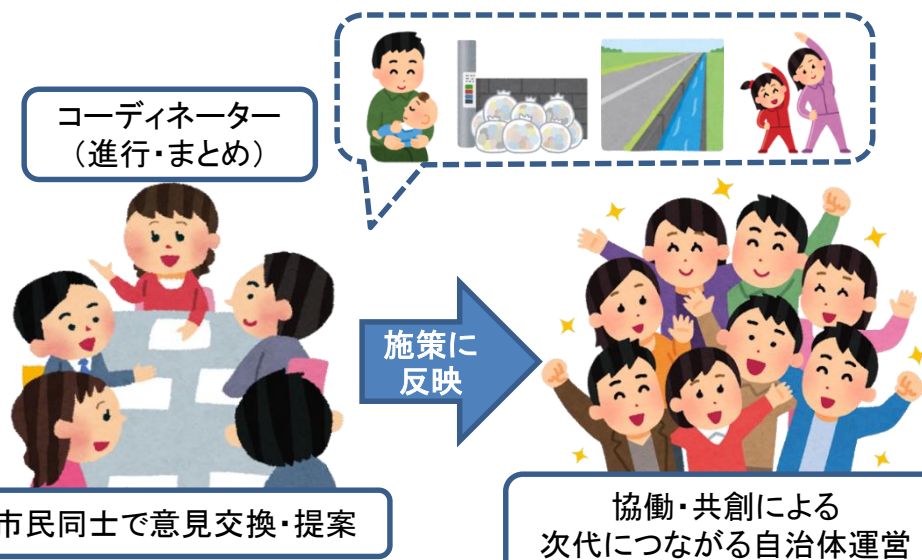 コーディネーター
（進行・まとめ）
施策に
反映
市民同士で意見交換・提案
協働・共創による
次代につながる自治体運営